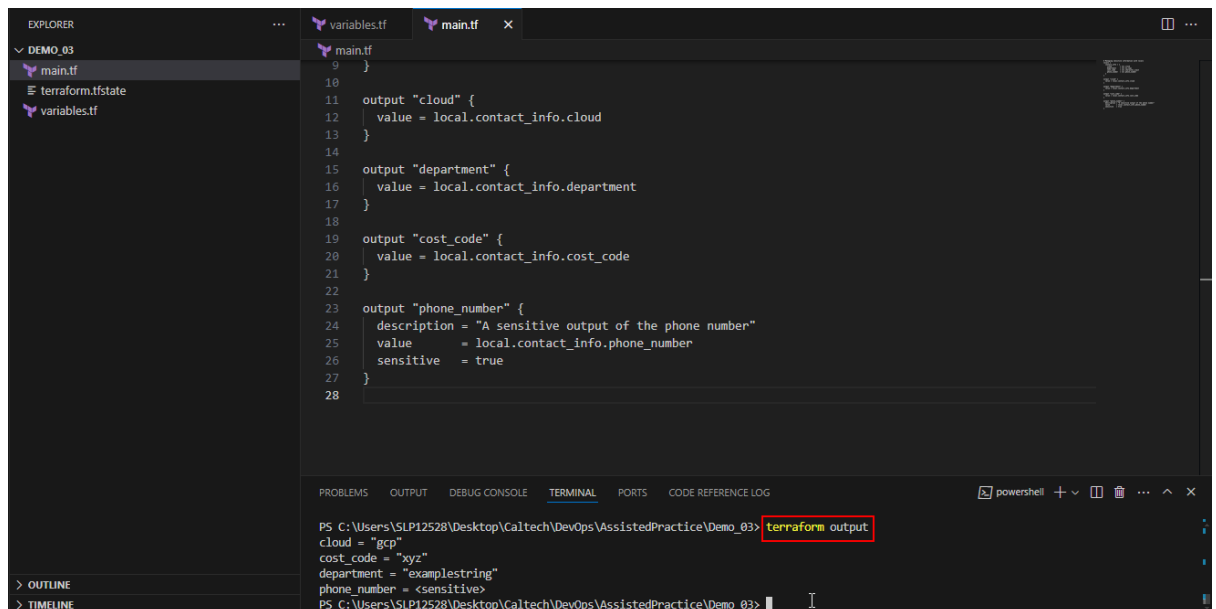 EXPLORER ...
DEMO_03
main.tf
terraform.tfstate
variables.tf
OUTLINE
TIMELINE
variables.tf main.tf
main.tf
9 }
10
11 output "cloud" {
12 value = local.contact_info.cloud
13 }
14
15 output "department" {
16 value = local.contact_info.department
17 }
18
19 output "cost_code" {
20 value = local.contact_info.cost_code
21 }
22
23 output "phone_number" {
24 description = "A sensitive output of the phone number"
25 value = local.contact_info.phone_number
26 sensitive = true
27 }
28
PROBLEMS OUTPUT DEBUG CONSOLE TERMINAL PORTS CODE REFERENCE LOG powershell
PS C:\Users\SLP12528\Desktop\Caltech\DevOps\AssistedPractice\Demo_03> terraform output
cloud = "gcp"
cost_code = "xyz"
department = "examplestring"
phone_number = <sensitive>
PS C:\Users\SLP12528\Desktop\Caltech\DevOps\AssistedPractice\Demo_03>